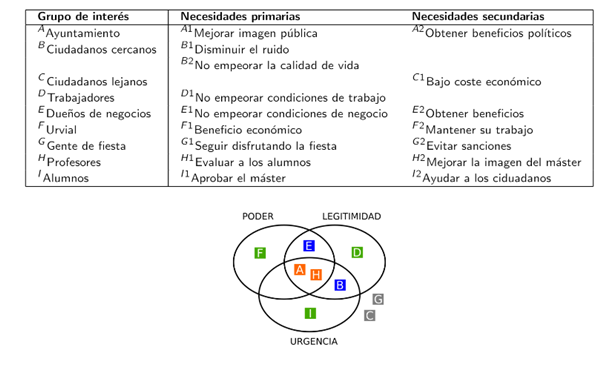 Grupo de interés Necesidades primarias Necesidades secundarias
A Ayuntamiento A1 Mejorar imagen pública A2 Obtener beneficios políticos
B Ciudadanos cercanos B1 Disminuir el ruido
B2 No empeorar la calidad de vida
C Ciudadanos lejanos C1 Bajo coste económico
D Trabajadores D1 No empeorar condiciones de trabajo
E Dueños de negocios E1 No empeorar condiciones de negocio E2 Obtener beneficios
F Urvial F1 Beneficio económico F2 Mantener su trabajo
G Gente de fiesta G1 Seguir disfrutando la fiesta G2 Evitar sanciones
H Profesores H1 Evaluar a los alumnos H2 Mejorar la imagen del máster
I Alumnos I1 Aprobar el máster I2 Ayudar a los ciduadanos
PODER LEGITIMIDAD
E
F D
A H
B
G
I C
URGENCIA